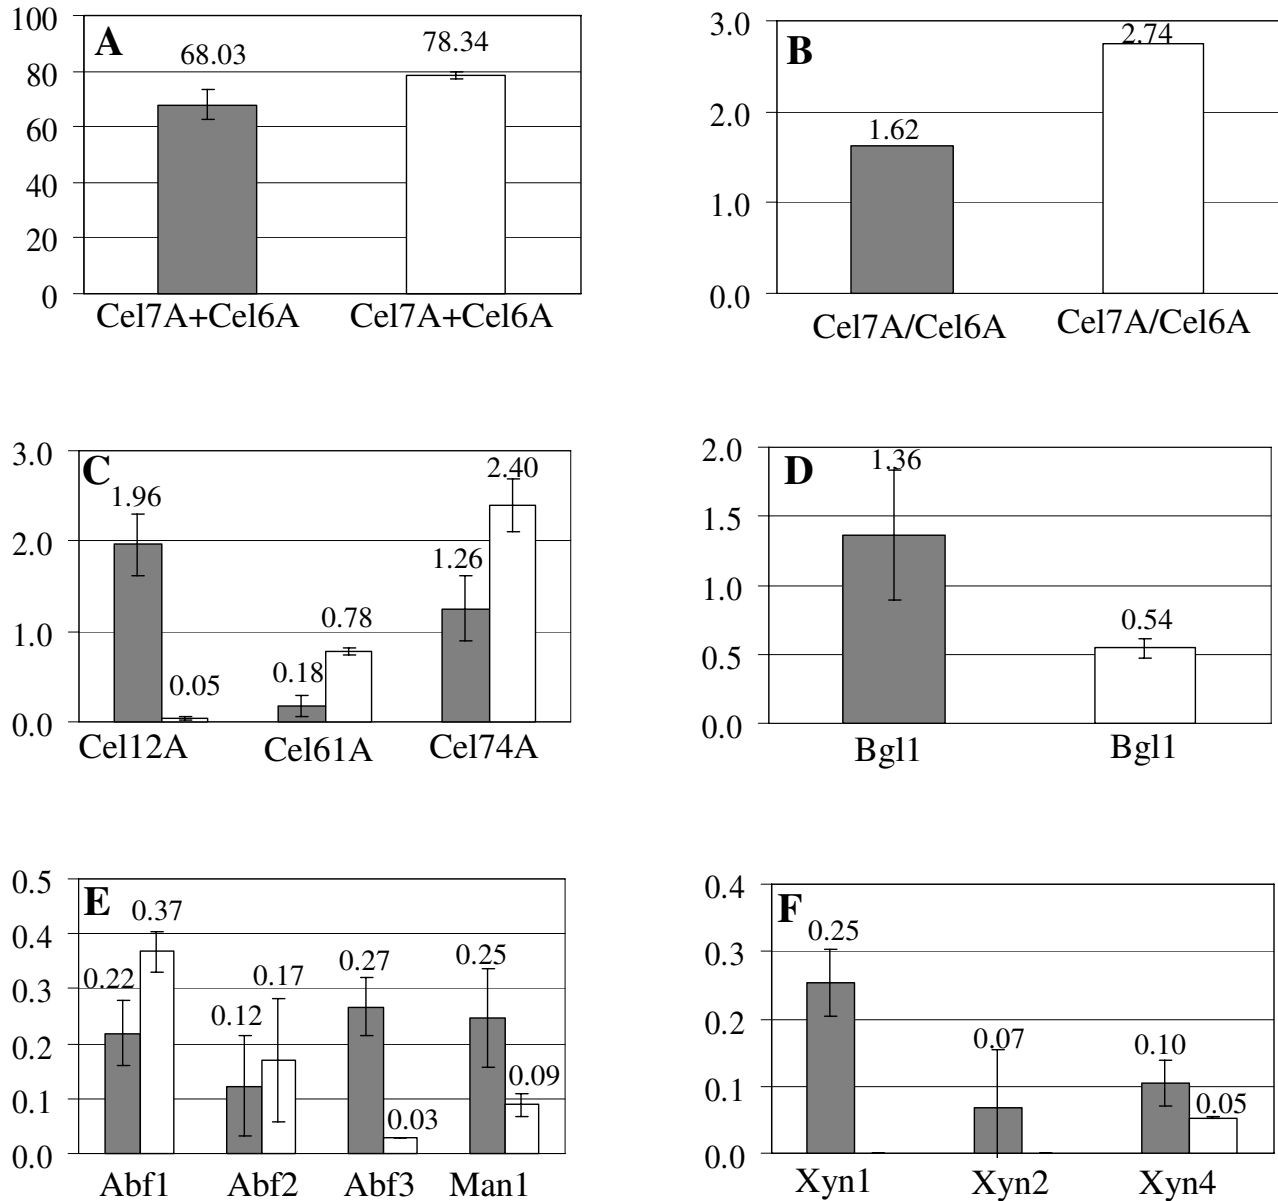 A
100
80
60
40
20
0
68.03
78.34
Cel7A+Cel6A
Cel7A+Cel6A
B
3.0
2.0
1.0
0.0
1.62
2.74
Cel7A/Cel6A
Cel7A/Cel6A
C
3.0
2.0
1.0
0.0
1.96
0.05
0.18
0.78
1.26
2.40
Cel12A
Cel61A
Cel74A
D
2.0
1.5
1.0
0.5
0.0
1.36
0.54
Bgl1
Bgl1
E
0.5
0.4
0.3
0.2
0.1
0.0
0.22
0.37
0.12
0.17
0.27
0.03
0.25
0.09
Abf1
Abf2
Abf3
Man1
F
0.4
0.3
0.2
0.1
0.0
0.25
0.07
0.10
0.05
Xyn1
Xyn2
Xyn4